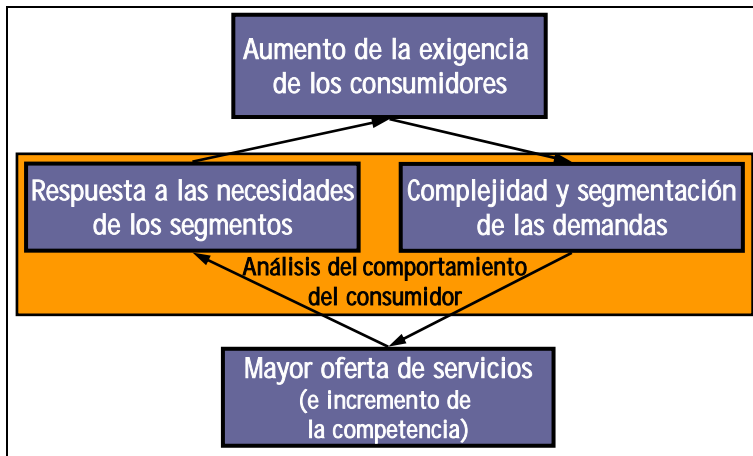 Aumento de la exigencia
de los consumidores
Respuesta a las necesidades
de los segmentos
Complejidad y segmentación
de las demandas
Análisis del comportamiento
del consumidor
Mayor oferta de servicios
(e incremento de
la competencia)